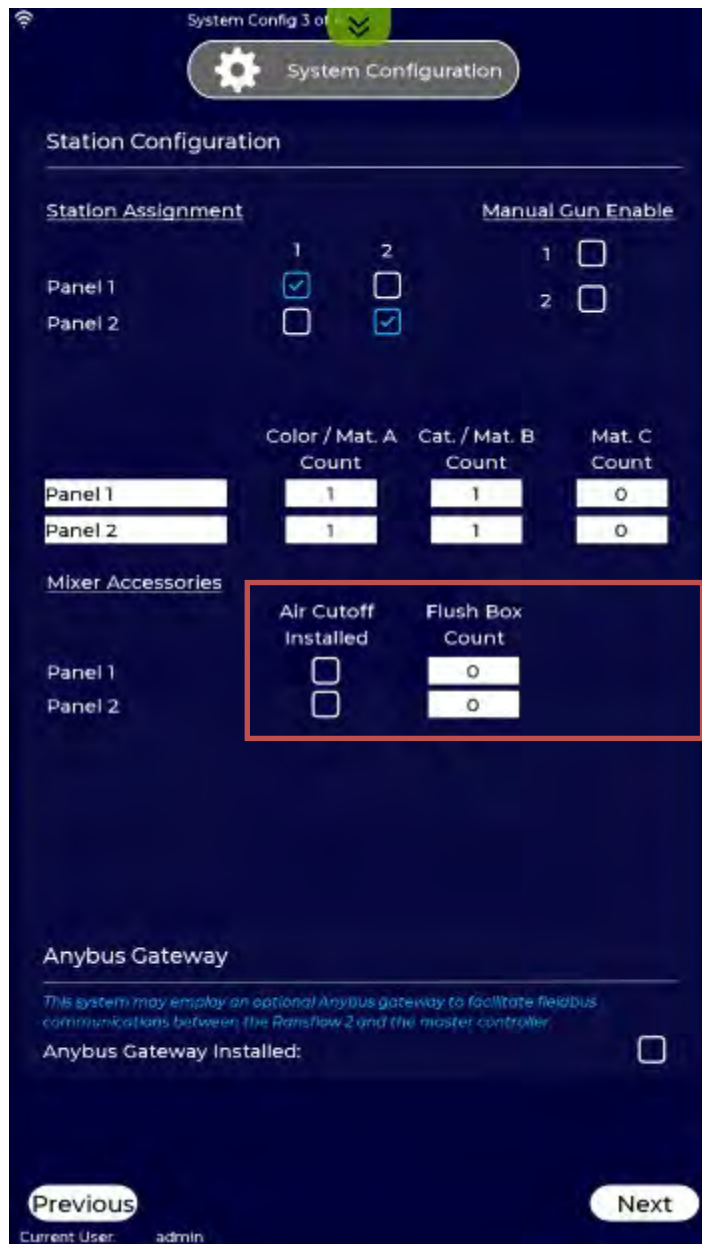 System Config 3 of
System Configuration
Station Configuration
Station Assignment Manual Gun Enable
1 2 1
Panel 1
2
Panel 2
Color / Mat. A Cat. / Mat. B Mat. C
Count Count Count
Panel 1 1 1 0
Panel 2 1 1 0
Mixer Accessories
Air Cutoff Flush Box
Installed Count
Panel 1 0
Panel 2 0
Anybus Gateway
This system may employ an optional Anybus gateway to facilitate fieldbus
communications between the Ransflow 2 and the master controller.
Anybus Gateway Installed:
Previous Next
Current User: admin